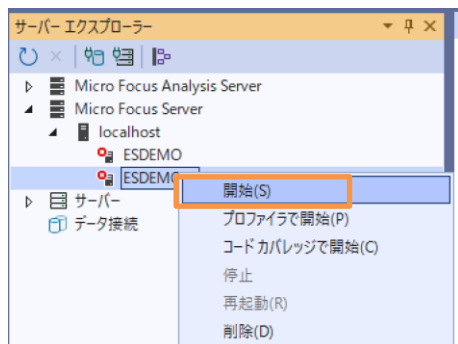 サーバー エクスプローラー
Micro Focus Analysis Server
Micro Focus Server
localhost
ESDEMO
ESDEMO
開始(S)
サーバー
プロファイラで開始(P)
データ接続
コード カバレッジで開始(C)
停止
再起動(R)
削除(D)